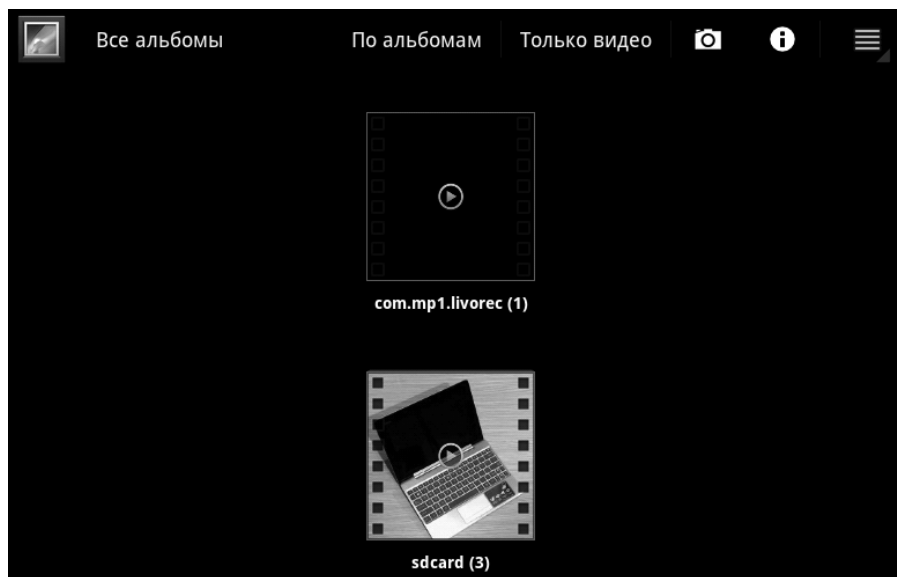 Все альбомы По альбомам Только видео
com.mp1.livorec (1)
sdcard (3)